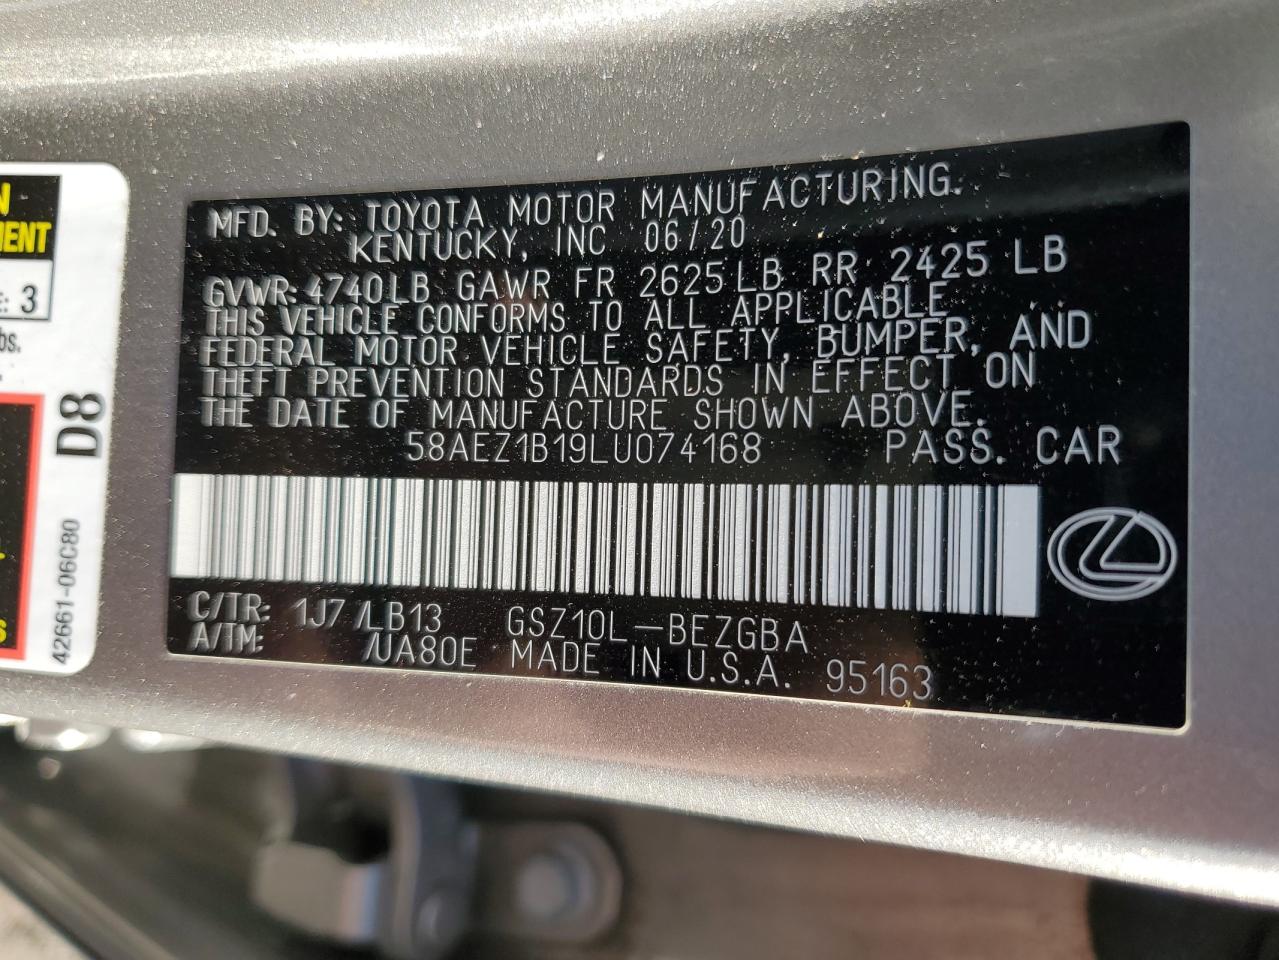 N
MENT
E: 3
bs.
D8
42661-06C80
S
MFD. BY: TOYOTA MOTOR MANUFACTURING.
KENTUCKY, INC 06/20
GVWR: 4740LB GAWR FR 2625LB RR 2425 LB
THIS VEHICLE CONFORMS TO ALL APPLICABLE
FEDERAL MOTOR VEHICLE SAFETY, BUMPER, AND
THEFT PREVENTION STANDARDS IN EFFECT ON
THE DATE OF MANUFACTURE SHOWN ABOVE.
58AEZ1B19LU074168 PASS. CAR
C/TR: 1J7 /LB13 GSZ10L-BEZGBA
A/TM: /UA80E MADE IN U.S.A. 95163